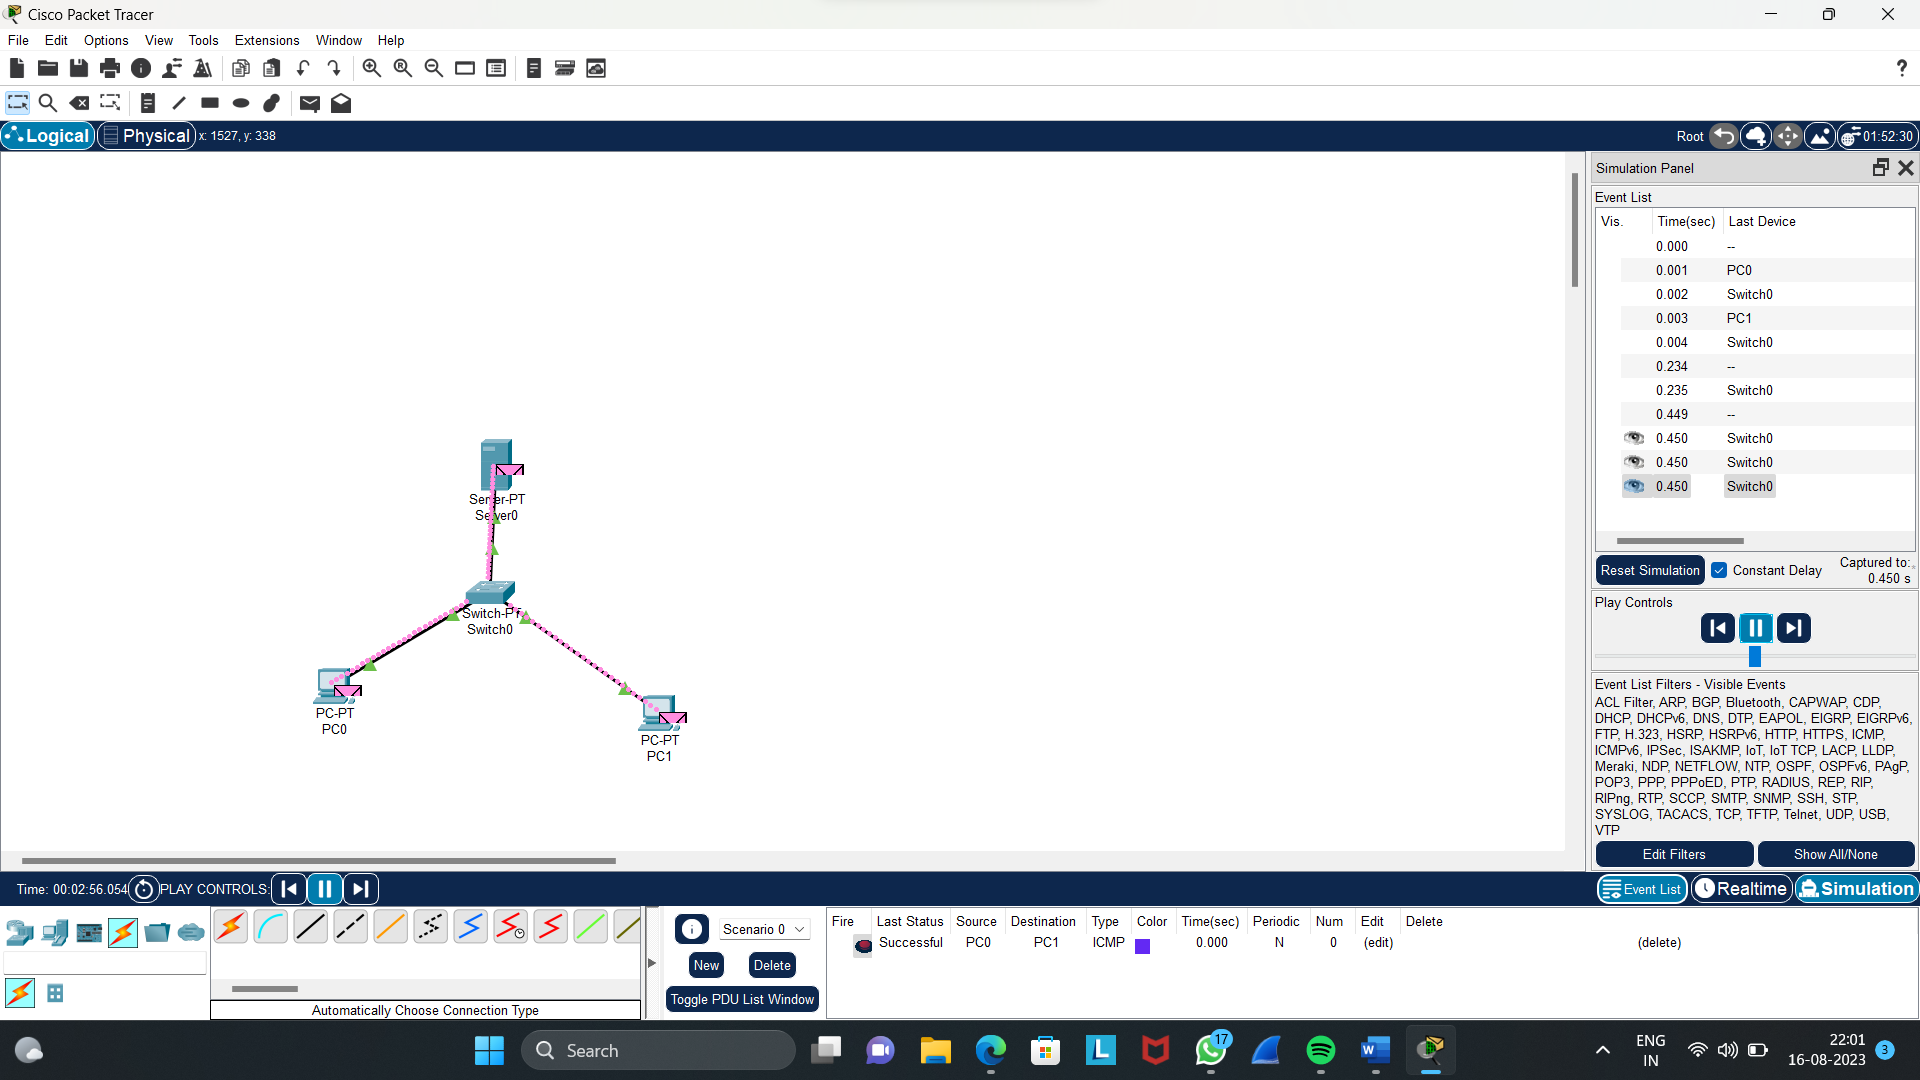 Cisco Packet Tracer
File Edit Options View Tools Extensions Window Help
?
Logical Physical x: 1527, y: 338 Root 01:52:30
Simulation Panel
Event List
Vis. Time(sec) Last Device
0.000 --
0.001 PC0
0.002 Switch0
0.003 PC1
0.004 Switch0
0.234 --
0.235 Switch0
0.449 --
0.450 Switch0
0.450 Switch0
0.450 Switch0
Reset Simulation Constant Delay Captured to:
0.450 s
Play Controls
Event List Filters - Visible Events
ACL Filter, ARP, BGP, Bluetooth, CAPWAP, CDP,
DHCP, DHCPv6, DNS, DTP, EAPOL, EIGRP, EIGRPv6,
FTP, H.323, HSRP, HSRPv6, HTTP, HTTPS, ICMP,
ICMPv6, IPSec, ISAKMP, IoT, IoT TCP, LACP, LLDP,
Meraki, NDP, NETFLOW, NTP, OSPF, OSPFv6, PAgP,
POP3, PPP, PPPoED, PTP, RADIUS, REP, RIP,
RIPng, RTP, SCCP, SMTP, SNMP, SSH, STP,
SYSLOG, TACACS, TCP, TFTP, Telnet, UDP, USB,
VTP
Edit Filters Show All/None
Server-PT
Server0
Switch-PT
Switch0
PC-PT
PC0
PC-PT
PC1
Time: 00:02:56.054 PLAY CONTROLS: Event List Realtime Simulation
Automatically Choose Connection Type
Scenario 0
New Delete
Toggle PDU List Window
Fire Last Status Source Destination Type Color Time(sec) Periodic Num Edit Delete
Successful PC0 PC1 ICMP 0.000 N 0 (edit) (delete)
Search
L
17
W
ENG
IN
22:01
16-08-2023
3